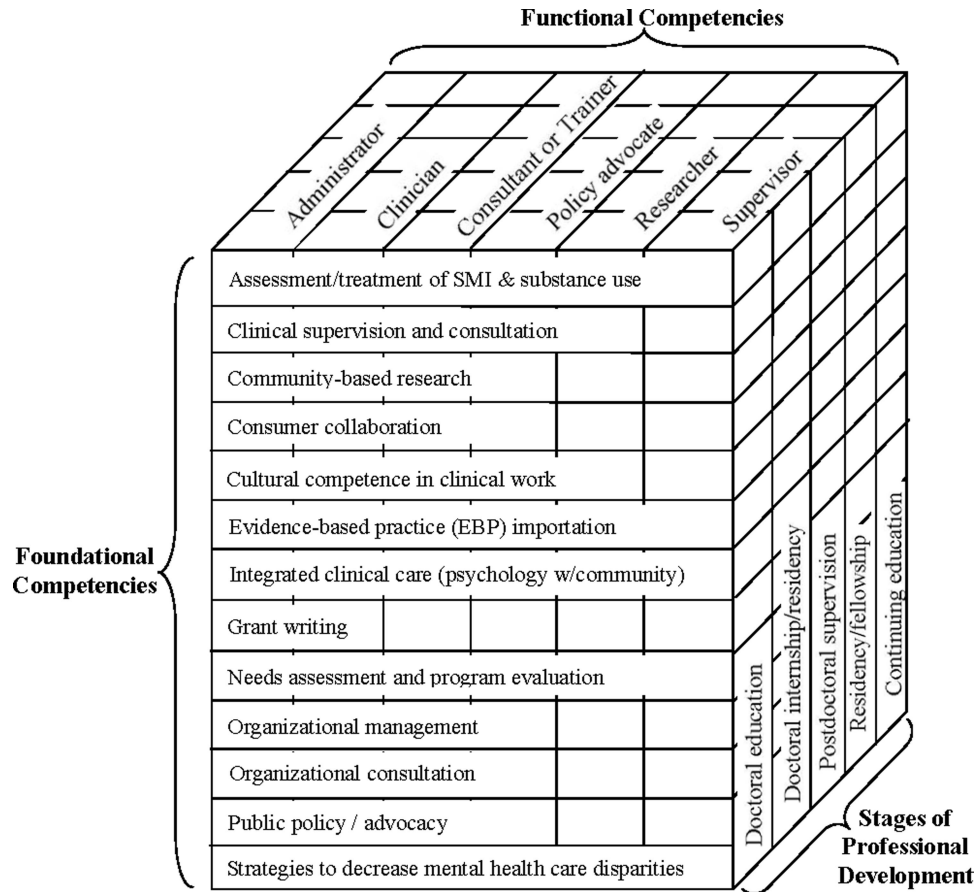 Functional Competencies
Administrator
Clinician
Consultant or Trainer
Policy advocate
Researcher
Supervisor
Foundational
Competencies
Assessment/treatment of SMI & substance use
Clinical supervision and consultation
Community-based research
Consumer collaboration
Cultural competence in clinical work
Evidence-based practice (EBP) importation
Integrated clinical care (psychology w/community)
Grant writing
Needs assessment and program evaluation
Organizational management
Organizational consultation
Public policy / advocacy
Strategies to decrease mental health care disparities
Doctoral education
Doctoral internship/residency
Postdoctoral supervision
Residency/fellowship
Continuing education
Stages of
Professional
Development